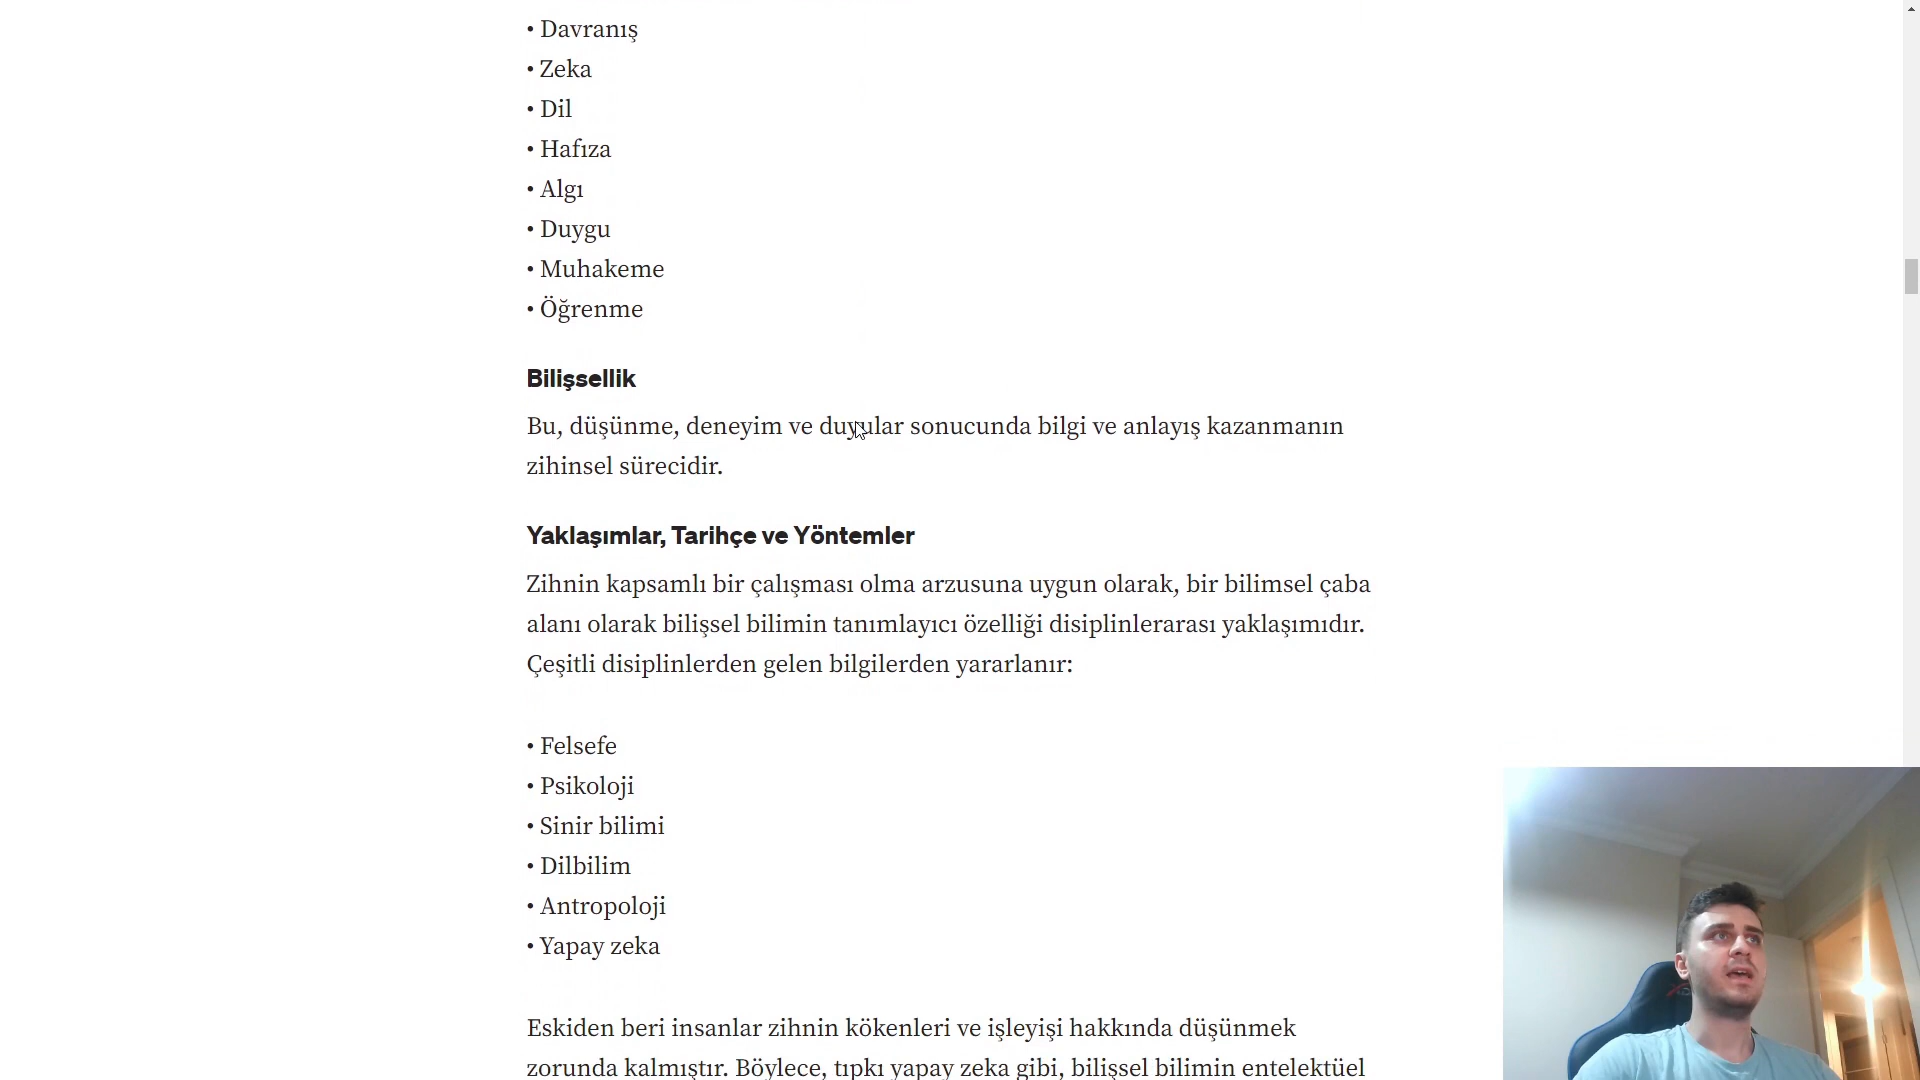 • Davranış
• Zeka
• Dil
• Hafıza
• Algı
• Duygu
• Muhakeme
• Öğrenme
Bilişsellik
Bu, düşünme, deneyim ve duyular sonucunda bilgi ve anlayış kazanmanın
zihinsel sürecidir.
Yaklaşımlar, Tarihçe ve Yöntemler
Zihnin kapsamlı bir çalışması olma arzusuna uygun olarak, bir bilimsel çaba
alanı olarak bilişsel bilimin tanımlayıcı özelliği disiplinlerarası yaklaşımıdır.
Çeşitli disiplinlerden gelen bilgilerden yararlanır:
• Felsefe
• Psikoloji
• Sinir bilimi
• Dilbilim
• Antropoloji
• Yapay zeka
Eskiden beri insanlar zihnin kökenleri ve işleyişi hakkında düşünmek
zorunda kalmıştır. Böylece, tıpkı yapay zeka gibi, bilişsel bilimin entelektüel